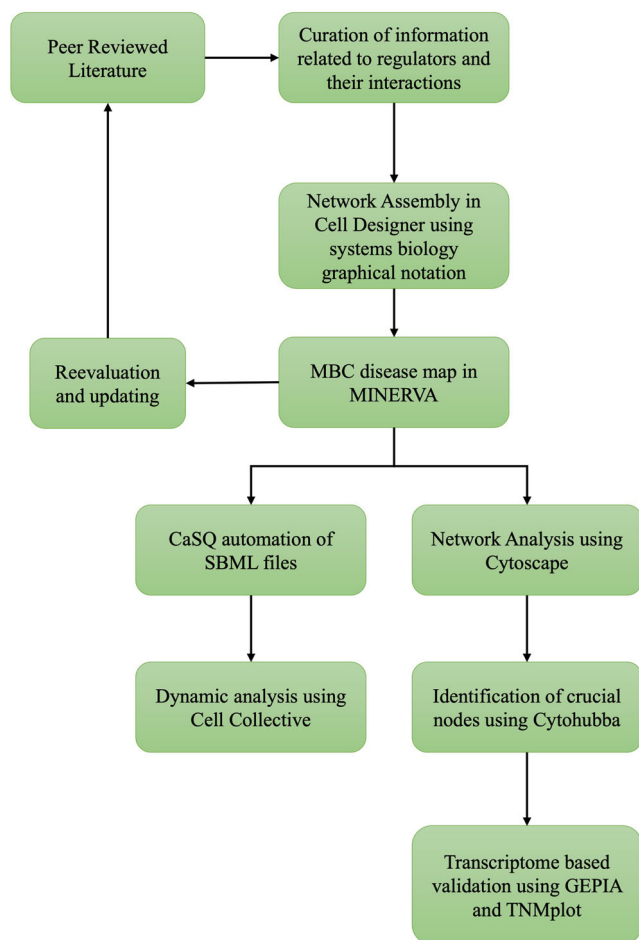 Peer Reviewed
Literature
Curation of information
related to regulators and
their interactions
Network Assembly in
Cell Designer using
systems biology
graphical notation
Reevaluation
and updating
MBC disease map in
MINERVA
CaSQ automation of
SBML files
Network Analysis using
Cytoscape
Dynamic analysis using
Cell Collective
Identification of crucial
nodes using Cytohubba
Transcriptome based
validation using GEPIA
and TNMplot